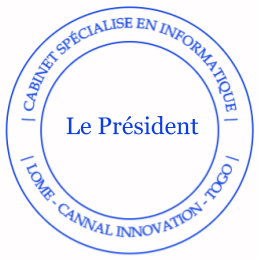 | CABINET SPÉCIALISE EN INFORMATIQUE |
Le Président
| LOME - CANNAL INNOVATION - TOGO |